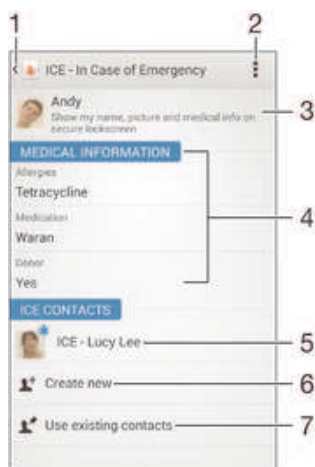 1
2
ICE - In Case of Emergency
Andy
Show my name, picture and medical info on
secure lockscreen
3
MEDICAL INFORMATION
Allergies
Tetracycline
4
Medication
Waran
Donor
Yes
ICE CONTACTS
ICE - Lucy Lee
5
Create new
6
Use existing contacts
7